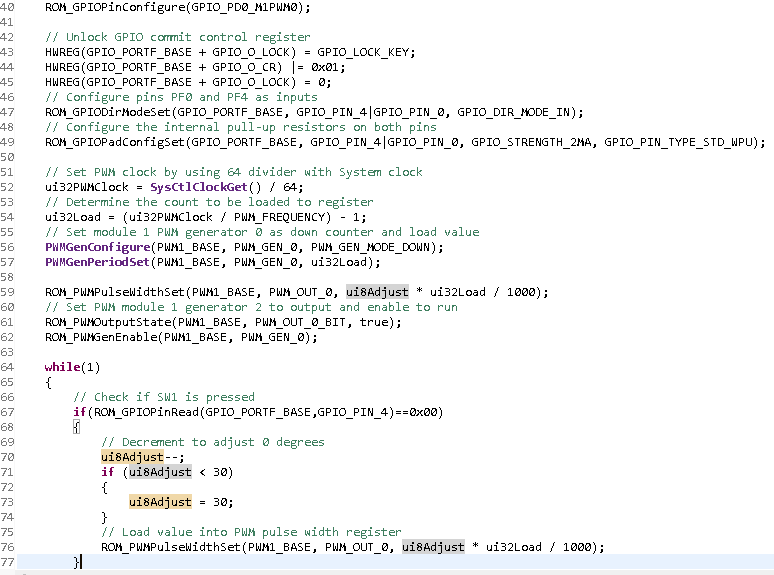 40 ROM_GPIOPinConfigure(GPIO_PD0_M1PWM0);
41
42 // Unlock GPIO commit control register
43 HWREG(GPIO_PORTF_BASE + GPIO_O_LOCK) = GPIO_LOCK_KEY;
44 HWREG(GPIO_PORTF_BASE + GPIO_O_CR) |= 0x01;
45 HWREG(GPIO_PORTF_BASE + GPIO_O_LOCK) = 0;
46 // Configure pins PF0 and PF4 as inputs
47 ROM_GPIODirModeSet(GPIO_PORTF_BASE, GPIO_PIN_4|GPIO_PIN_0, GPIO_DIR_MODE_IN);
48 // Configure the internal pull-up resistors on both pins
49 ROM_GPIOPadConfigSet(GPIO_PORTF_BASE, GPIO_PIN_4|GPIO_PIN_0, GPIO_STRENGTH_2MA, GPIO_PIN_TYPE_STD_WPU);
50
51 // Set PWM clock by using 64 divider with System clock
52 ui32PWMClock = SysCtlClockGet() / 64;
53 // Determine the count to be loaded to register
54 ui32Load = (ui32PWMClock / PWM_FREQUENCY) - 1;
55 // Set module 1 PWM generator 0 as down counter and load value
56 PWMGenConfigure(PWM1_BASE, PWM_GEN_0, PWM_GEN_MODE_DOWN);
57 PWMGenPeriodSet(PWM1_BASE, PWM_GEN_0, ui32Load);
58
59 ROM_PWMPulseWidthSet(PWM1_BASE, PWM_OUT_0, ui8Adjust * ui32Load / 1000);
60 // Set PWM module 1 generator 2 to output and enable to run
61 ROM_PWMOutputState(PWM1_BASE, PWM_OUT_0_BIT, true);
62 ROM_PWMGenEnable(PWM1_BASE, PWM_GEN_0);
63
64 while(1)
65 {
66 // Check if SW1 is pressed
67 if(ROM_GPIOPinRead(GPIO_PORTF_BASE,GPIO_PIN_4)==0x00)
68 {
69 // Decrement to adjust 0 degrees
70 ui8Adjust--;
71 if (ui8Adjust < 30)
72 {
73 ui8Adjust = 30;
74 }
75 // Load value into PWM pulse width register
76 ROM_PWMPulseWidthSet(PWM1_BASE, PWM_OUT_0, ui8Adjust * ui32Load / 1000);
77 }